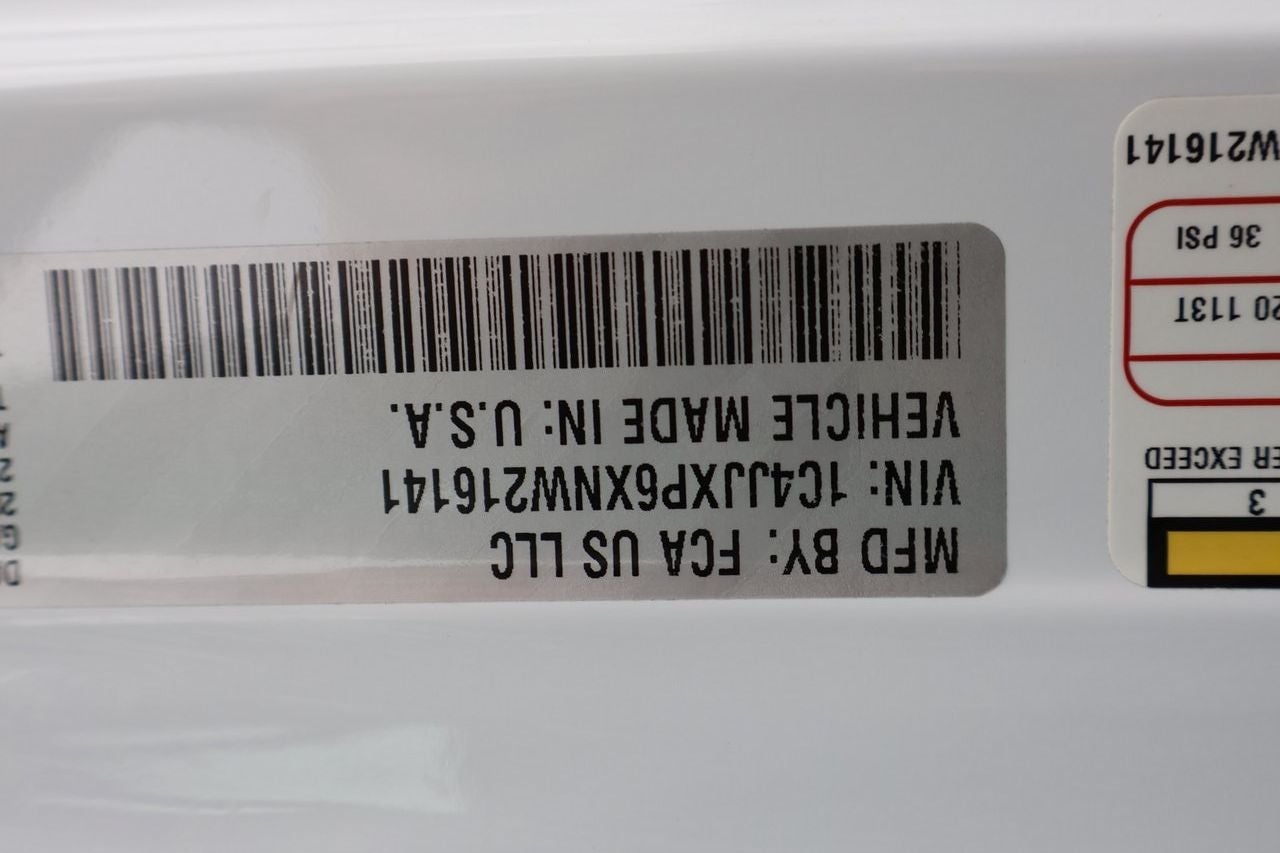 MFD BY: FCA US LLC
VIN: 1C4JJXP6XNW216141
VEHICLE MADE IN: U.S.A.
3
ER EXCEED
20 113T
36 PSI
W216141